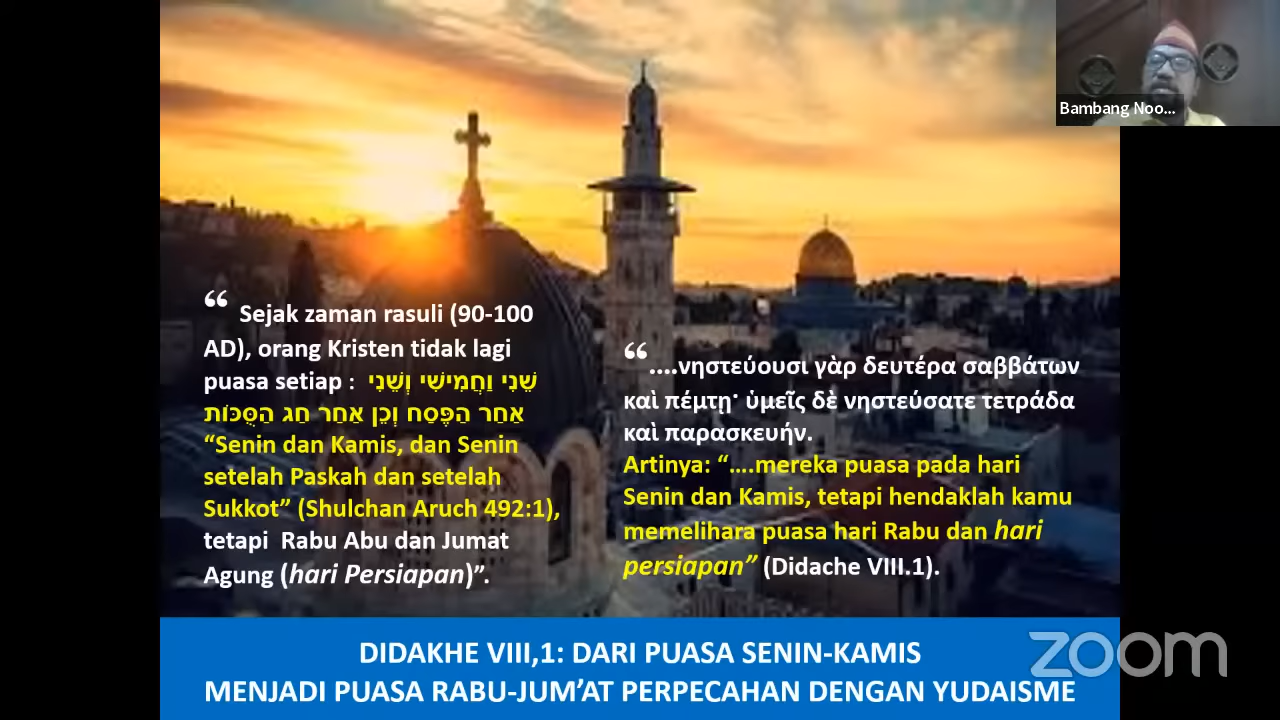 Bambang Noo...
“ Sejak zaman rasuli (90-100
AD), orang Kristen tidak lagi
puasa setiap : שֵׁנִי וַחֲמִישִׁי וְשֵׁנִי
אַחַר הַפֶּסַח וְכֵן אַחַר חַג הַסֻּכּוֹת
“Senin dan Kamis, dan Senin
setelah Paskah dan setelah
Sukkot” (Shulchan Aruch 492:1),
tetapi Rabu Abu dan Jumat
Agung (hari Persiapan)”.
“....νηστεύουσι γὰρ δευτέρα σαββάτων
καὶ πέμτῃ· ὑμεῖς δὲ νηστεύσατε τετράδα
καὶ παρασκευήν.
Artinya: “....mereka puasa pada hari
Senin dan Kamis, tetapi hendaklah kamu
memelihara puasa hari Rabu dan hari
persiapan” (Didache VIII.1).
DIDAKHE VIII,1: DARI PUASA SENIN-KAMIS
MENJADI PUASA RABU-JUM’AT PERPECAHAN DENGAN YUDAISME
zoom